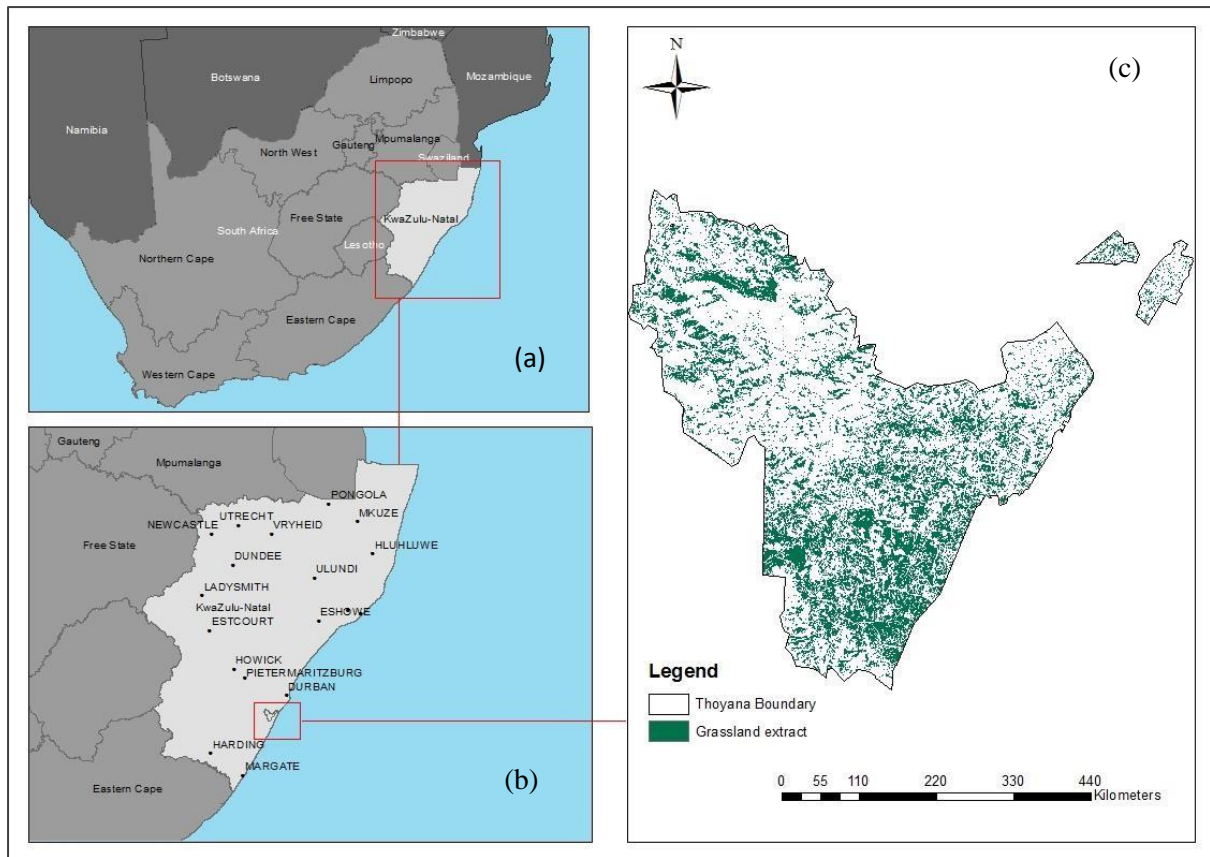 Zimbabwe
Botswana
Limpopo
Mozambique
Namibia
North West
Gauteng
Mpumalanga
Swaziland
Free State
KwaZulu-Natal
South Africa
Lesotho
Northern Cape
Eastern Cape
Western Cape
(a)
Gauteng
Mpumalanga
PONGOLA
MKUZE
NEWCASTLE
UTRECHT
VRYHEID
Free State
DUNDEE
HLUHLUWE
ULUNDI
LADYSMITH
KwaZulu-Natal
ESHOWE
ESTCOURT
HOWICK
PIETERMARITZBURG
DURBAN
HARDING
MARGATE
Eastern Cape
(b)
N
(c)
Legend
Thoyana Boundary
Grassland extract
0 55 110 220 330 440
Kilometers